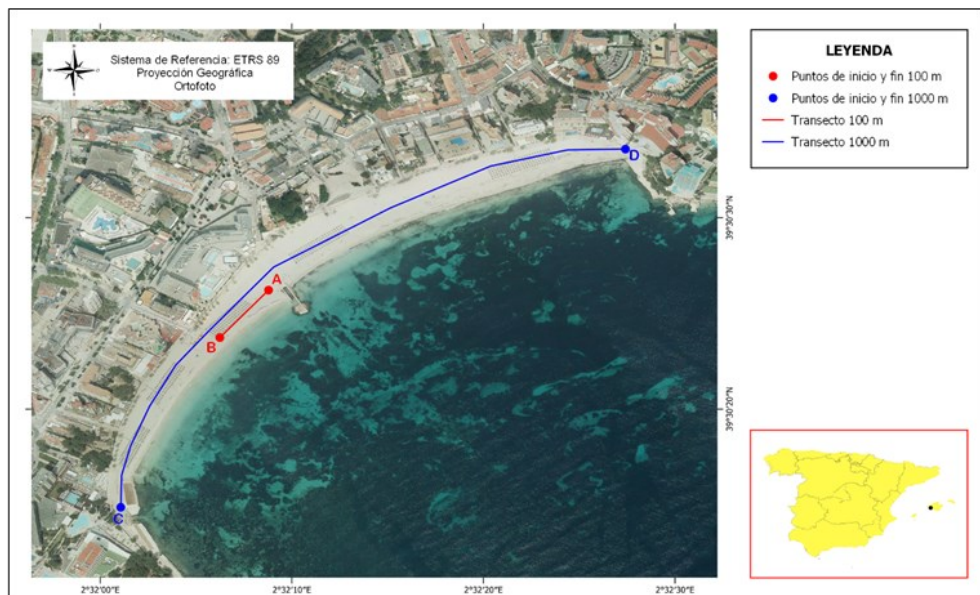 Sistema de Referencia: ETRS 89
Proyección Geográfica
Ortofoto
A
B
C
D
39°30'30"N
39°30'20"N
2°32'00"E
2°32'10"E
2°32'20"E
2°32'30"E
LEYENDA
Puntos de inicio y fin 100 m
Puntos de inicio y fin 1000 m
Transecto 100 m
Transecto 1000 m